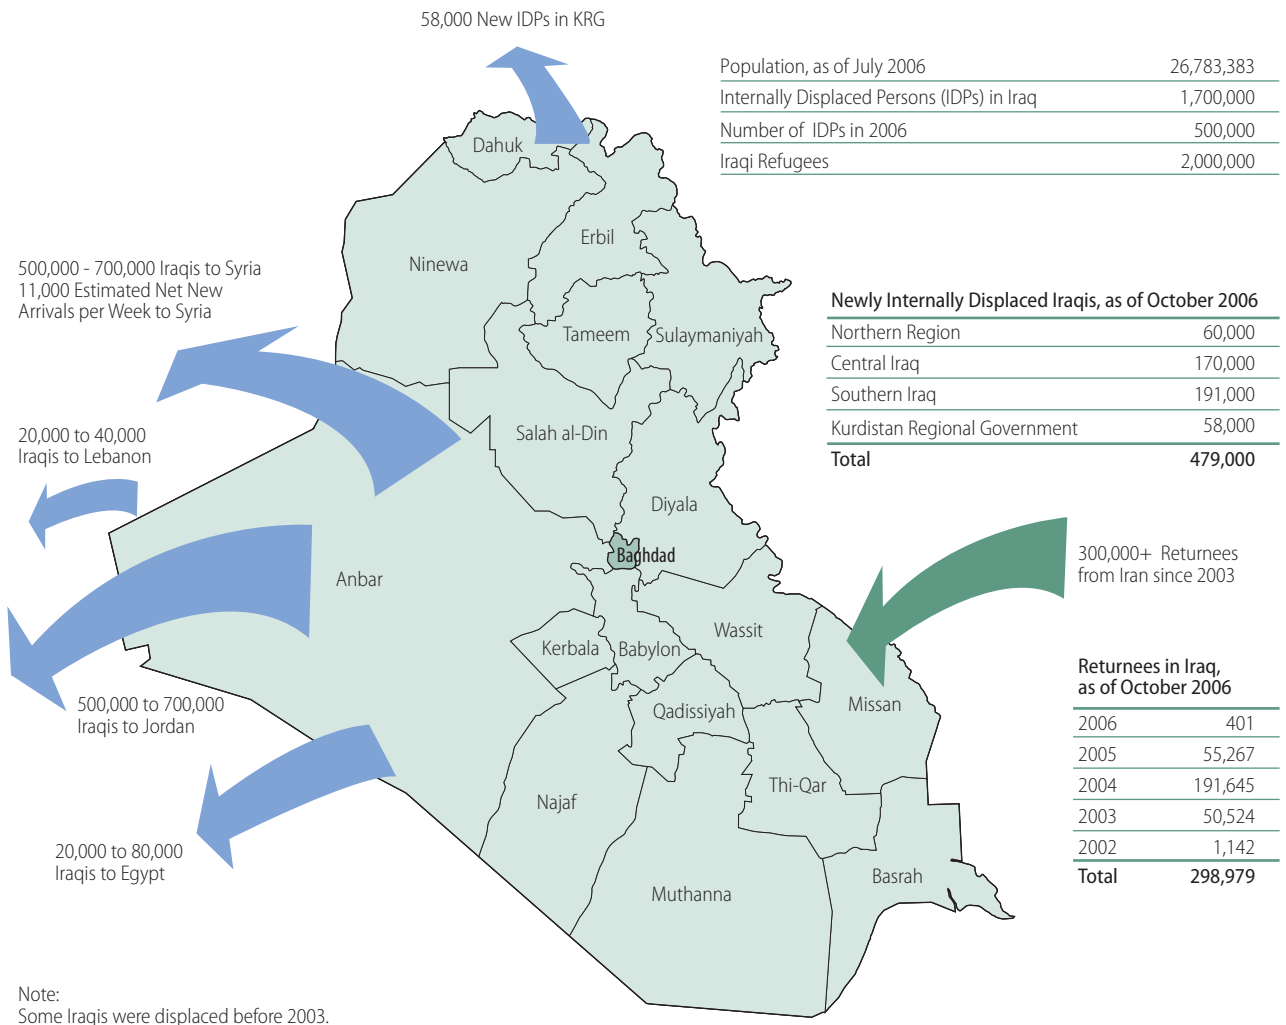 58,000 New IDPs in KRG
Population, as of July 2006 26,783,383
Internally Displaced Persons (IDPs) in Iraq 1,700,000
Number of IDPs in 2006 500,000
Iraqi Refugees 2,000,000
Dahuk
Erbil
Ninewa
500,000 - 700,000 Iraqis to Syria
11,000 Estimated Net New
Arrivals per Week to Syria
Tameem
Sulaymaniyah
Newly Internally Displaced Iraqis, as of October 2006
Northern Region 60,000
Central Iraq 170,000
Southern Iraq 191,000
Kurdistan Regional Government 58,000
Total 479,000
20,000 to 40,000
Iraqis to Lebanon
Salah al-Din
Diyala
Baghdad
Anbar
300,000+ Returnees
from Iran since 2003
Wassit
Kerbala
Babylon
Qadissiyah
Missan
500,000 to 700,000
Iraqis to Jordan
Returnees in Iraq,
as of October 2006
2006 401
2005 55,267
2004 191,645
2003 50,524
2002 1,142
Total 298,979
Thi-Qar
Najaf
20,000 to 80,000
Iraqis to Egypt
Muthanna
Basrah
Note:
Some Iraqis were displaced before 2003.